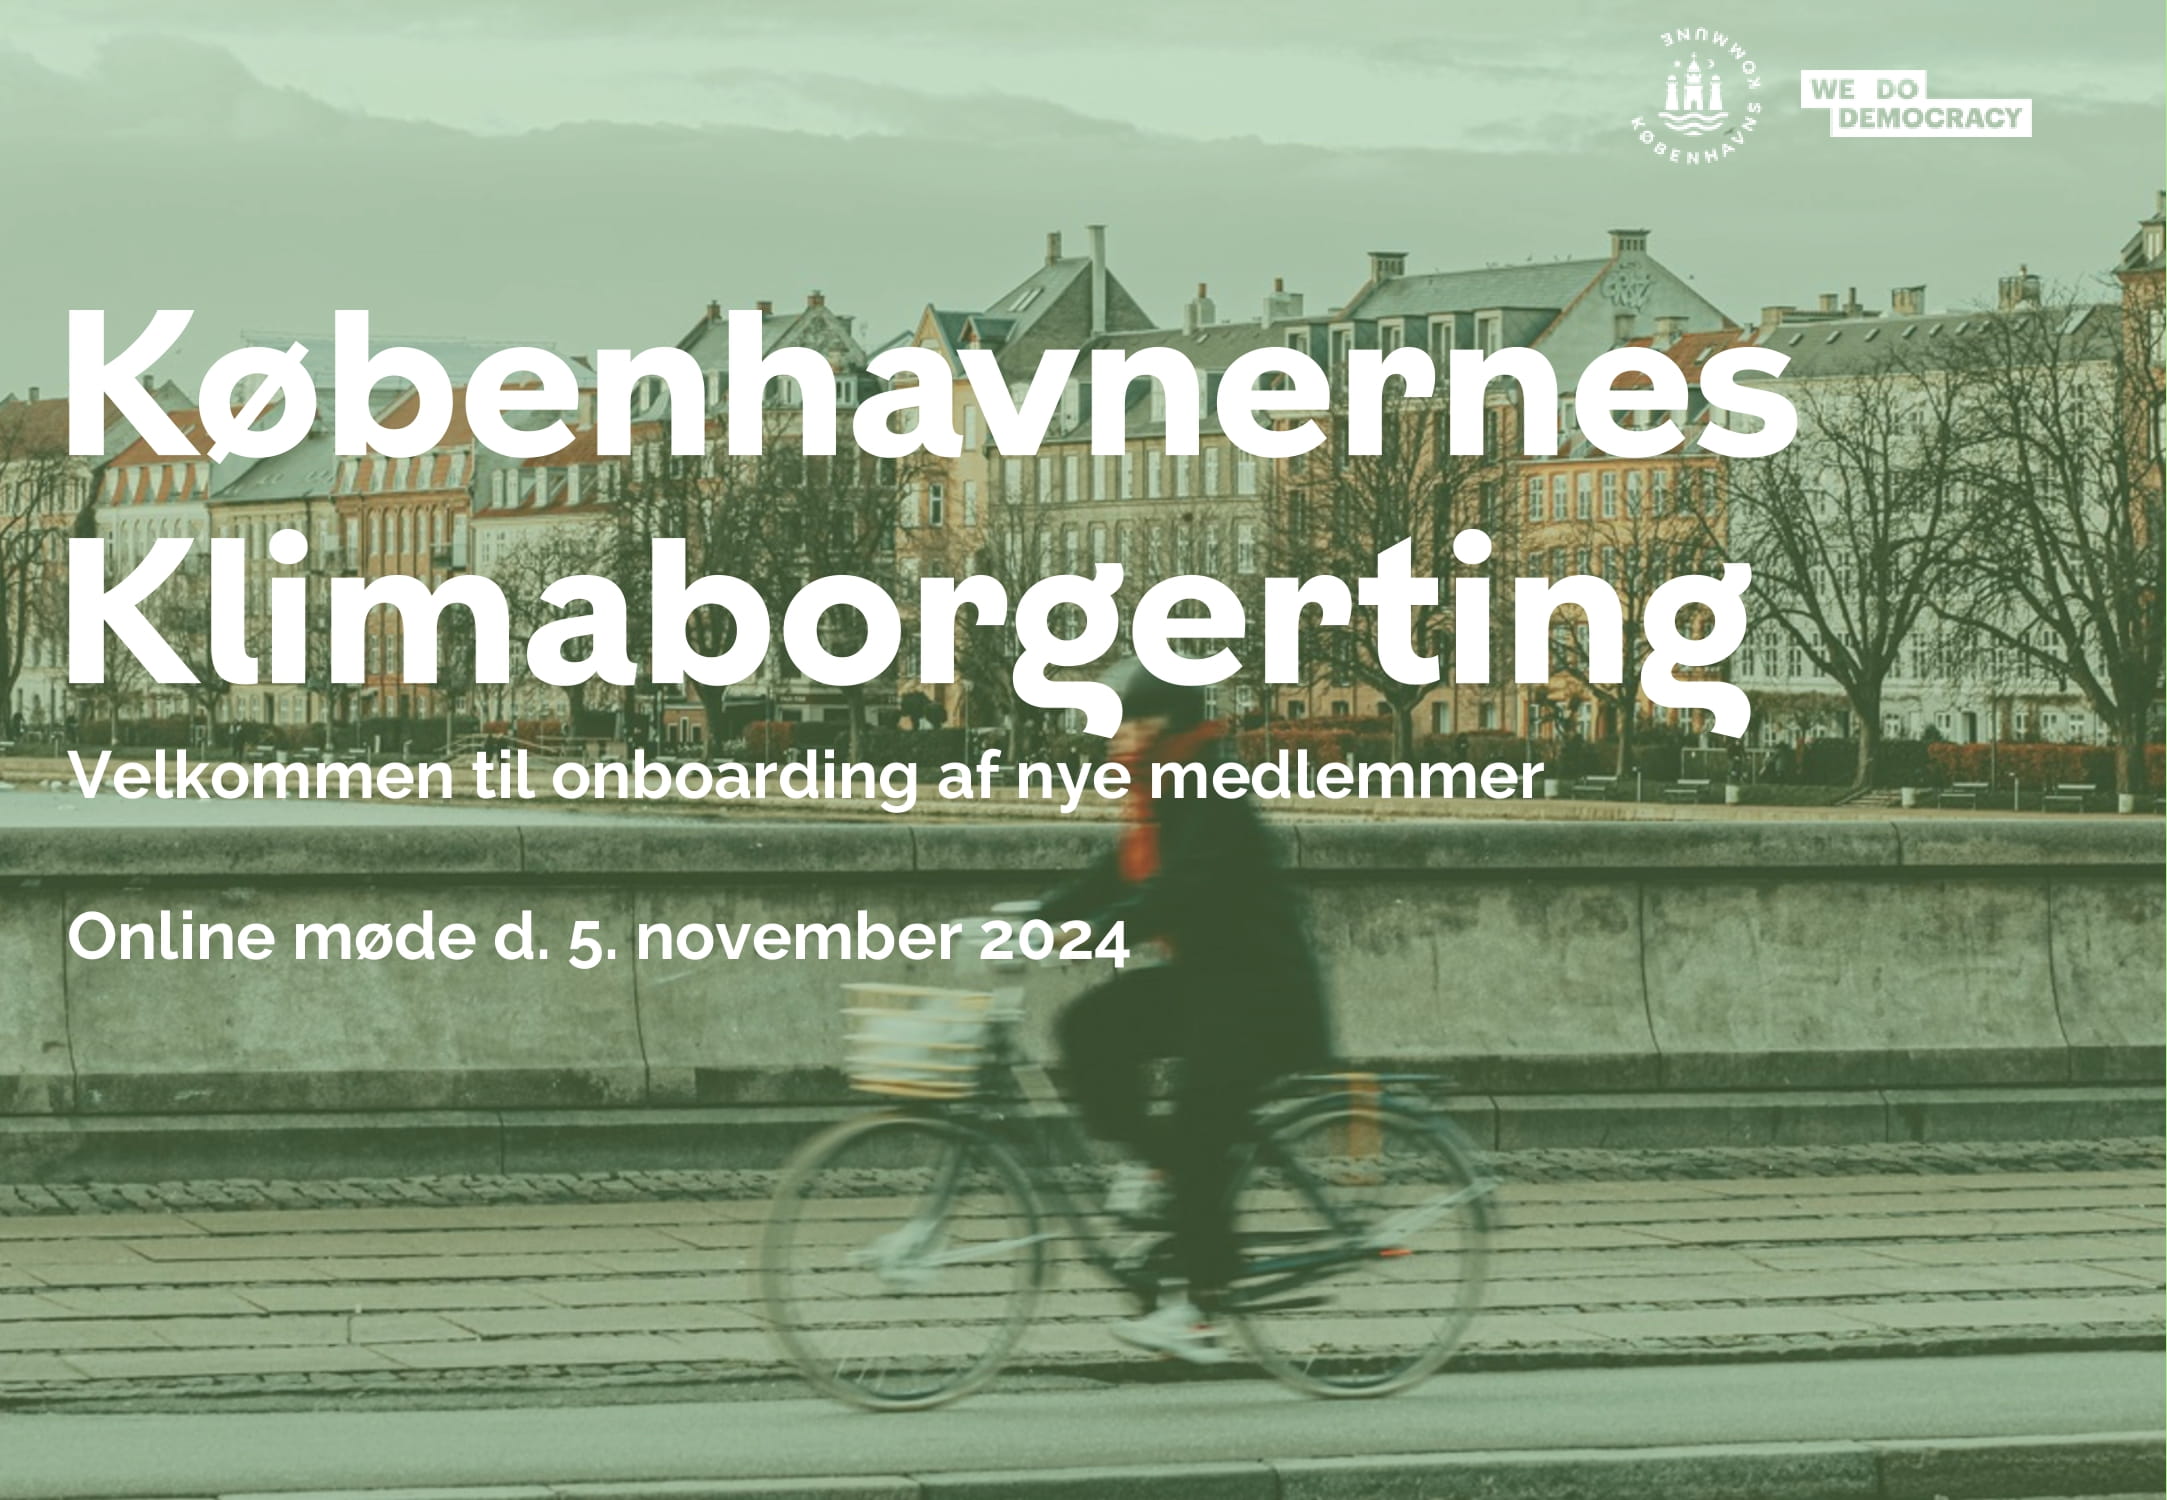 KØBENHAVNS KOMMUNE
WE DO
DEMOCRACY
Københavnernes
Klimaborgerting
Velkommen til onboarding af nye medlemmer
Online møde d. 5. november 2024